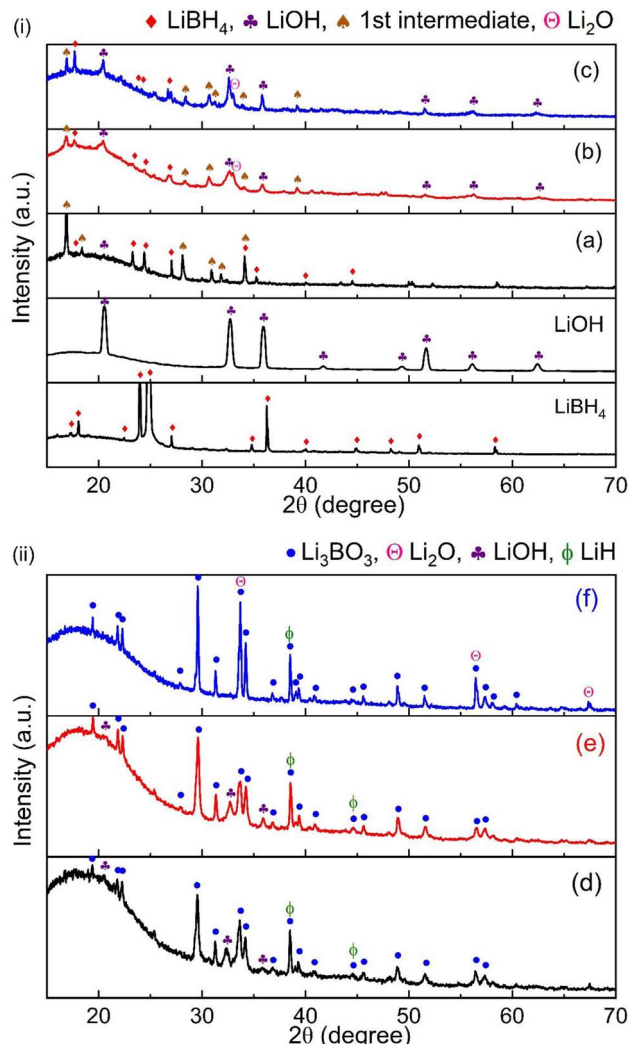 (i)
♦ LiBH₄, ♣ LiOH, ♠ 1st intermediate, Θ Li₂O
(c)
(b)
(a)
LiOH
LiBH₄
Intensity (a.u.)
20 30 40 50 60 70
2θ (degree)
(ii)
● Li₃BO₃, Θ Li₂O, ♣ LiOH, ϕ LiH
(f)
(e)
(d)
Intensity (a.u.)
20 30 40 50 60 70
2θ (degree)